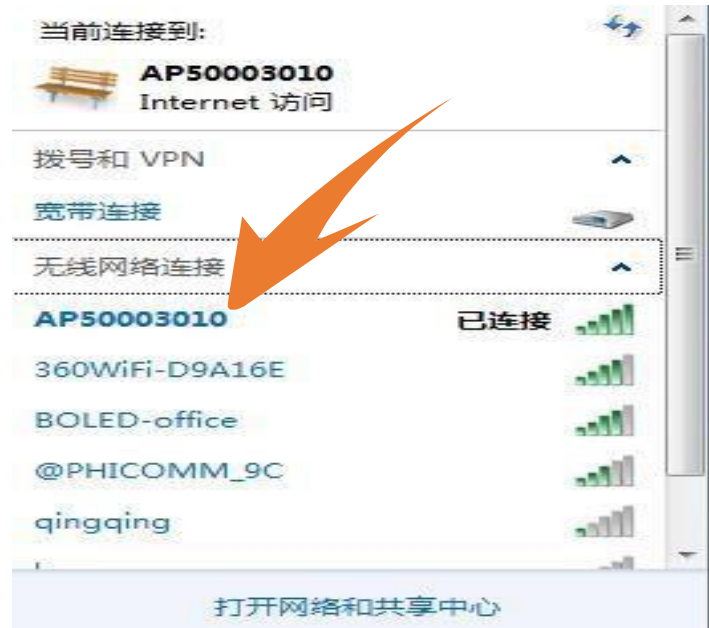 当前连接到:
AP50003010
Internet 访问
拨号和 VPN
宽带连接
无线网络连接
AP50003010 已连接
360WiFi-D9A16E
BOLED-office
@PHICOMM_9C
qingqing
打开网络和共享中心